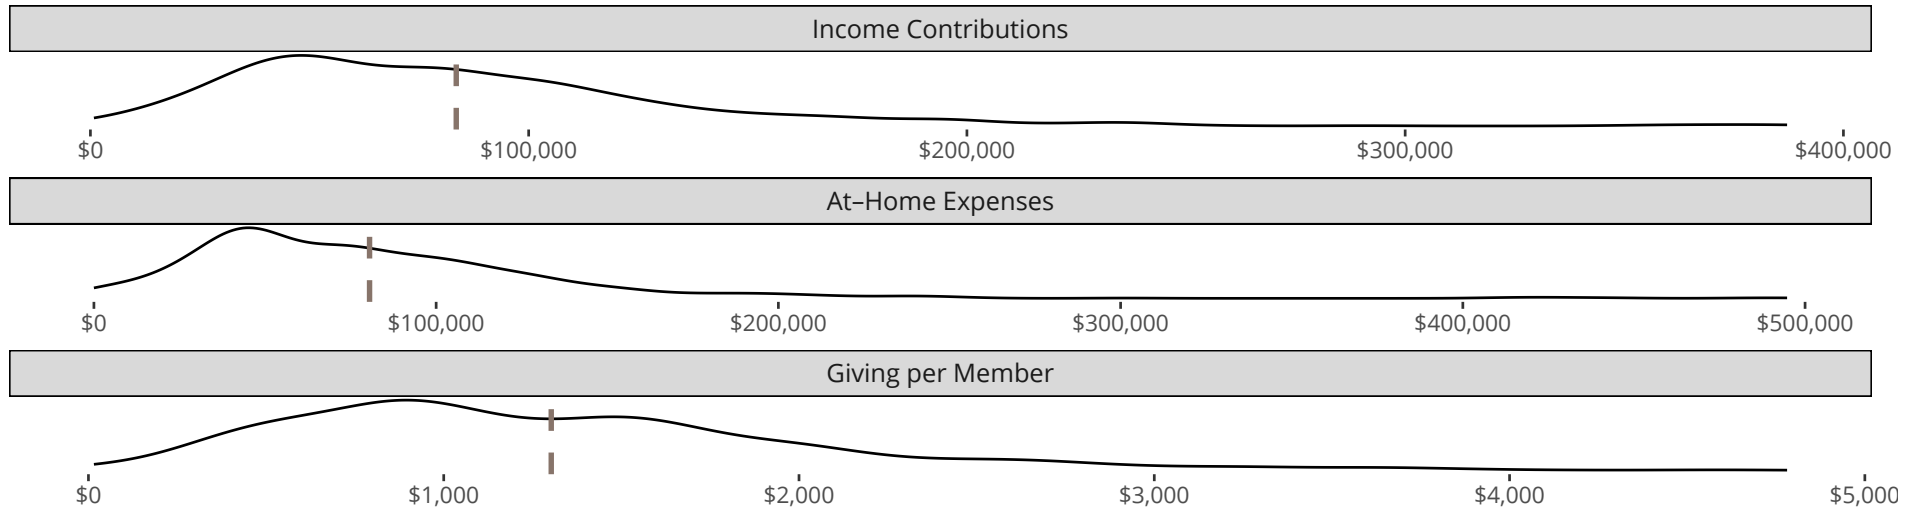 Income Contributions
$0 $100,000 $200,000 $300,000 $400,000
At–Home Expenses
$0 $100,000 $200,000 $300,000 $400,000 $500,000
Giving per Member
$0 $1,000 $2,000 $3,000 $4,000 $5,000